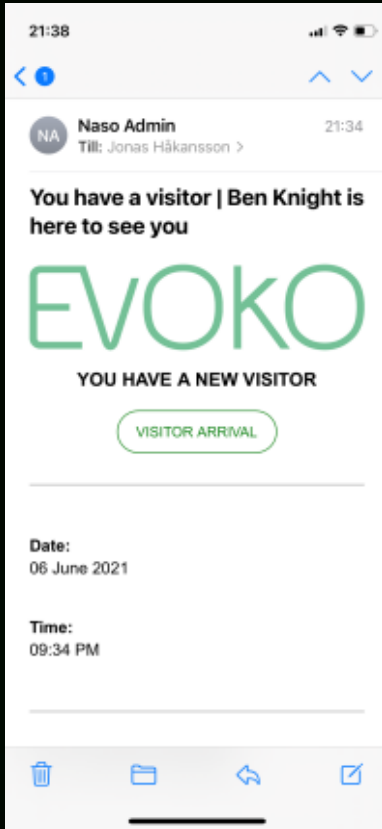 21:38
1
NA
Naso Admin
21:34
Till: Jonas Håkansson >
You have a visitor | Ben Knight is
here to see you
EVOKO
YOU HAVE A NEW VISITOR
VISITOR ARRIVAL
Date:
06 June 2021
Time:
09:34 PM